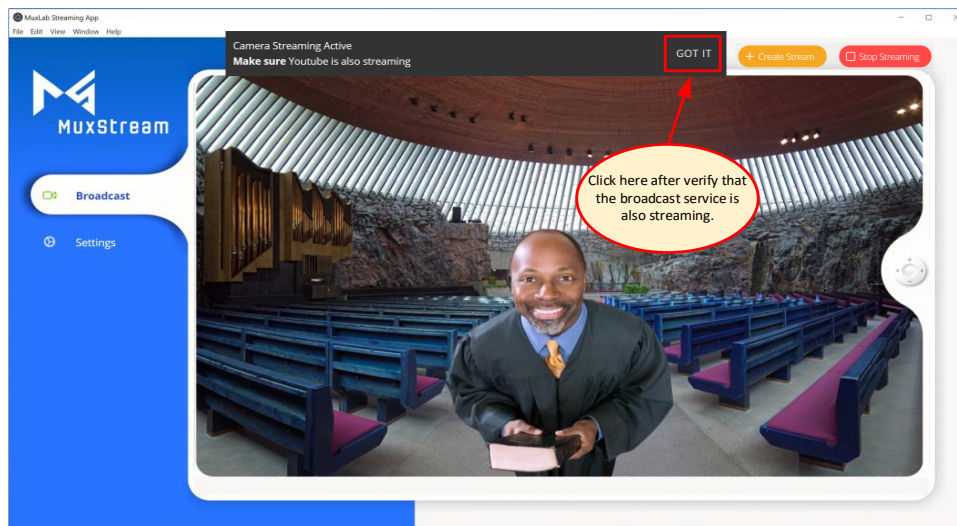 MuxLab Streaming App
File Edit View Window Help
Camera Streaming Active
Make sure Youtube is also streaming
GOT IT
+ Create Stream
Stop Streaming
MuxStream
Broadcast
Settings
Click here after verify that
the broadcast service is
also streaming.